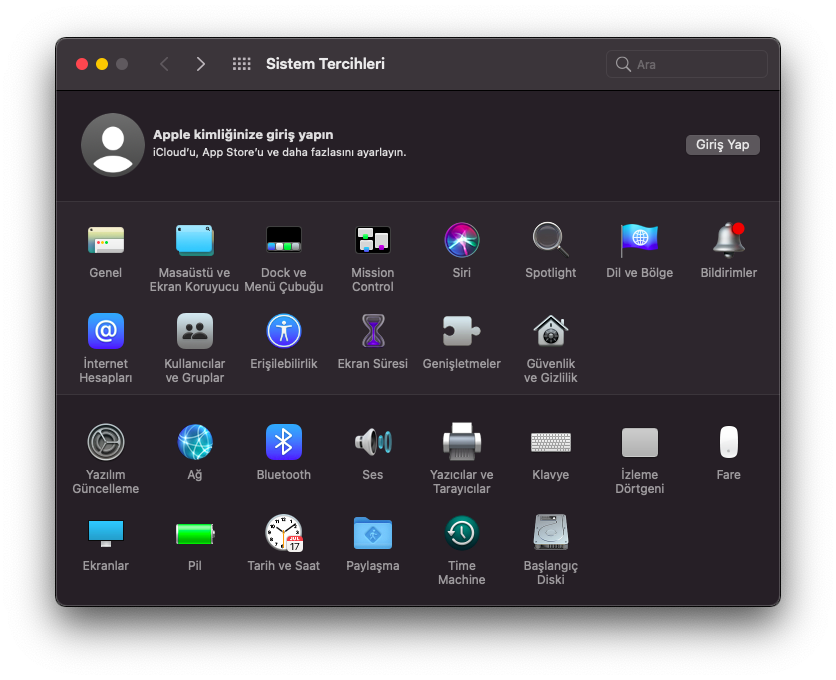 Sistem Tercihleri
Ara
Apple kimliğinize giriş yapın
iCloud'u, App Store'u ve daha fazlasını ayarlayın.
Giriş Yap
Genel
Masaüstü ve
Ekran Koruyucu
Dock ve
Menü Çubuğu
Mission
Control
Siri
Spotlight
Dil ve Bölge
Bildirimler
İnternet
Hesapları
Kullanıcılar
ve Gruplar
Erişilebilirlik
Ekran Süresi
Genişletmeler
Güvenlik
ve Gizlilik
Yazılım
Güncelleme
Ağ
Bluetooth
Ses
Yazıcılar ve
Tarayıcılar
Klavye
İzleme
Dörtgeni
Fare
Ekranlar
Pil
JUL
17
Tarih ve Saat
Paylaşma
Time
Machine
Başlangıç
Diski